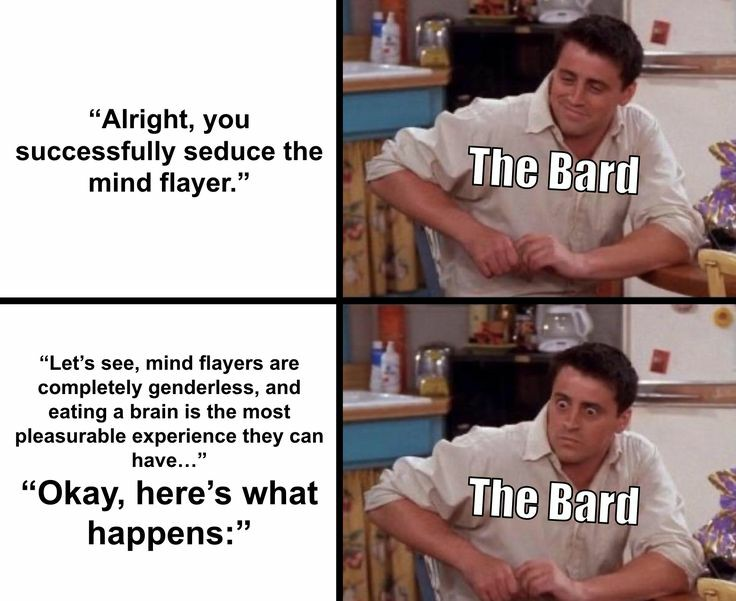 “Alright, you
successfully seduce the
mind flayer.”
The Bard
“Let’s see, mind flayers are
completely genderless, and
eating a brain is the most
pleasurable experience they can
have…”
“Okay, here’s what
happens:”
The Bard